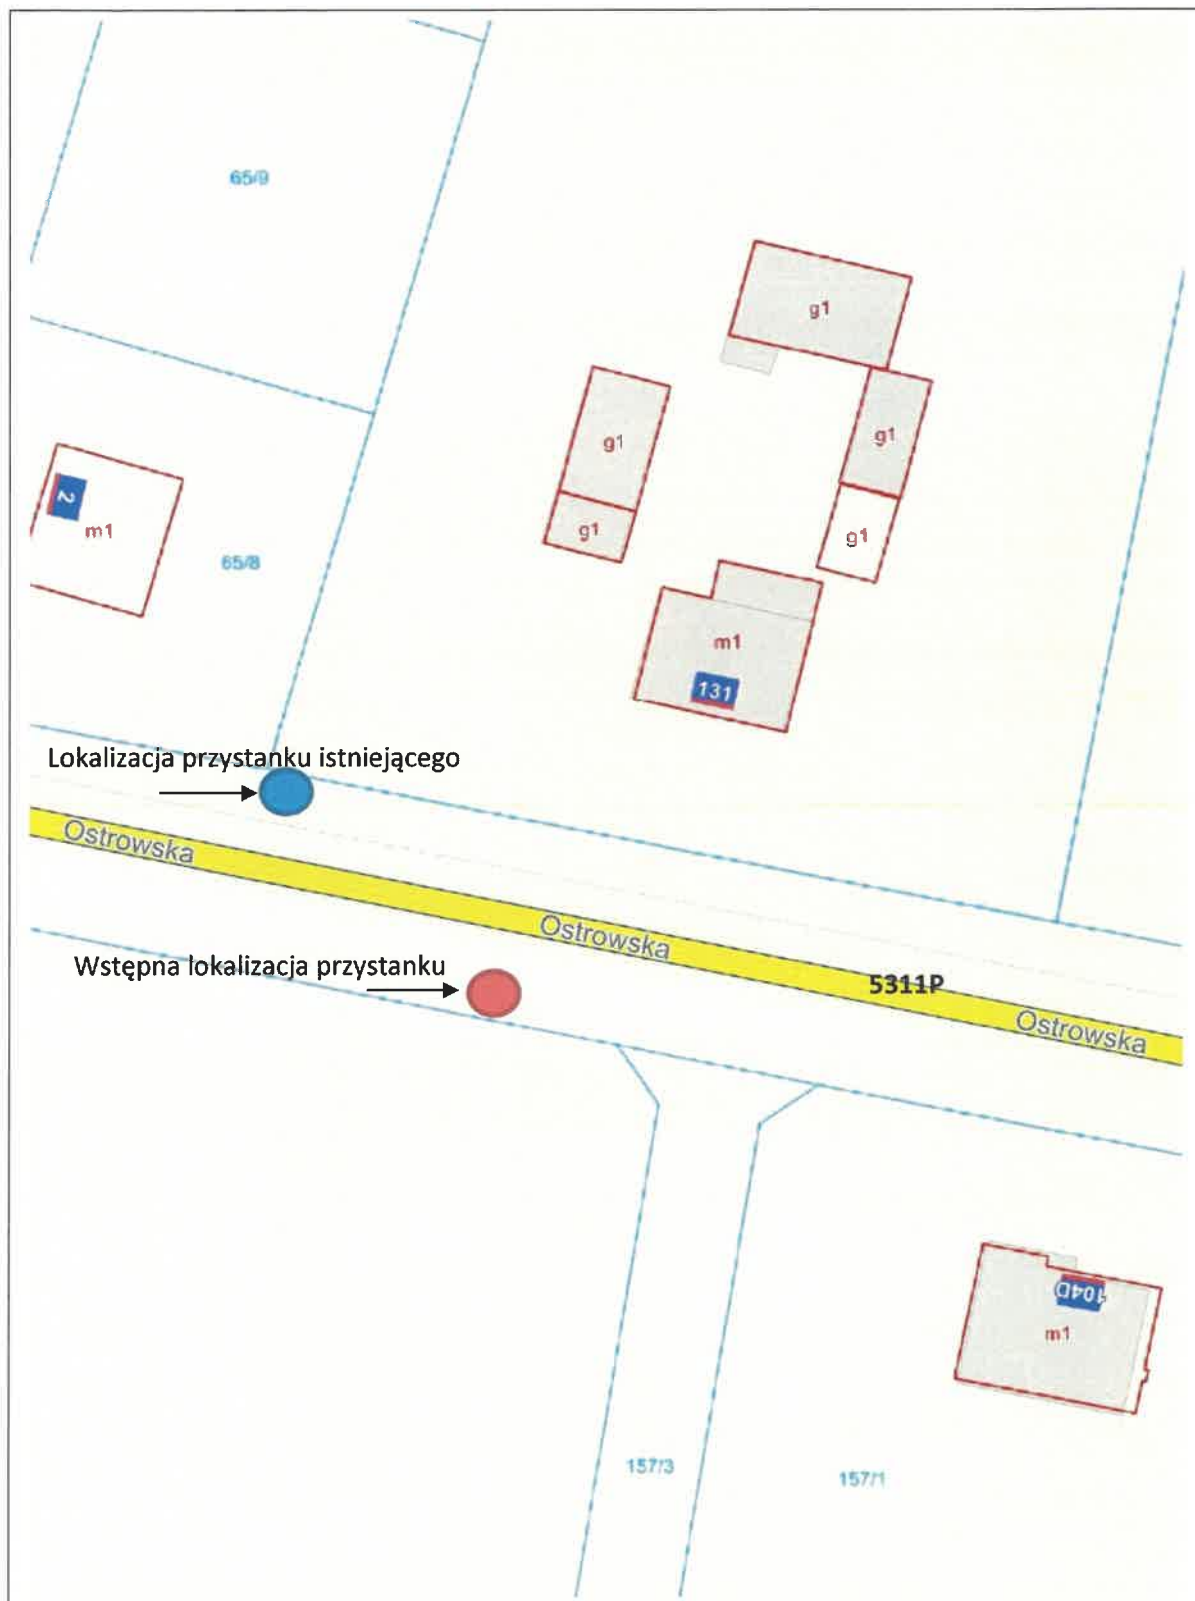 65/9
g1
g1
g1
2
m1
g1
g1
65/8
m1
131
Lokalizacja przystanku istniejącego
Ostrowska
Ostrowska
Wstępna lokalizacja przystanku
5311P
Ostrowska
104D
m1
157/3
157/1